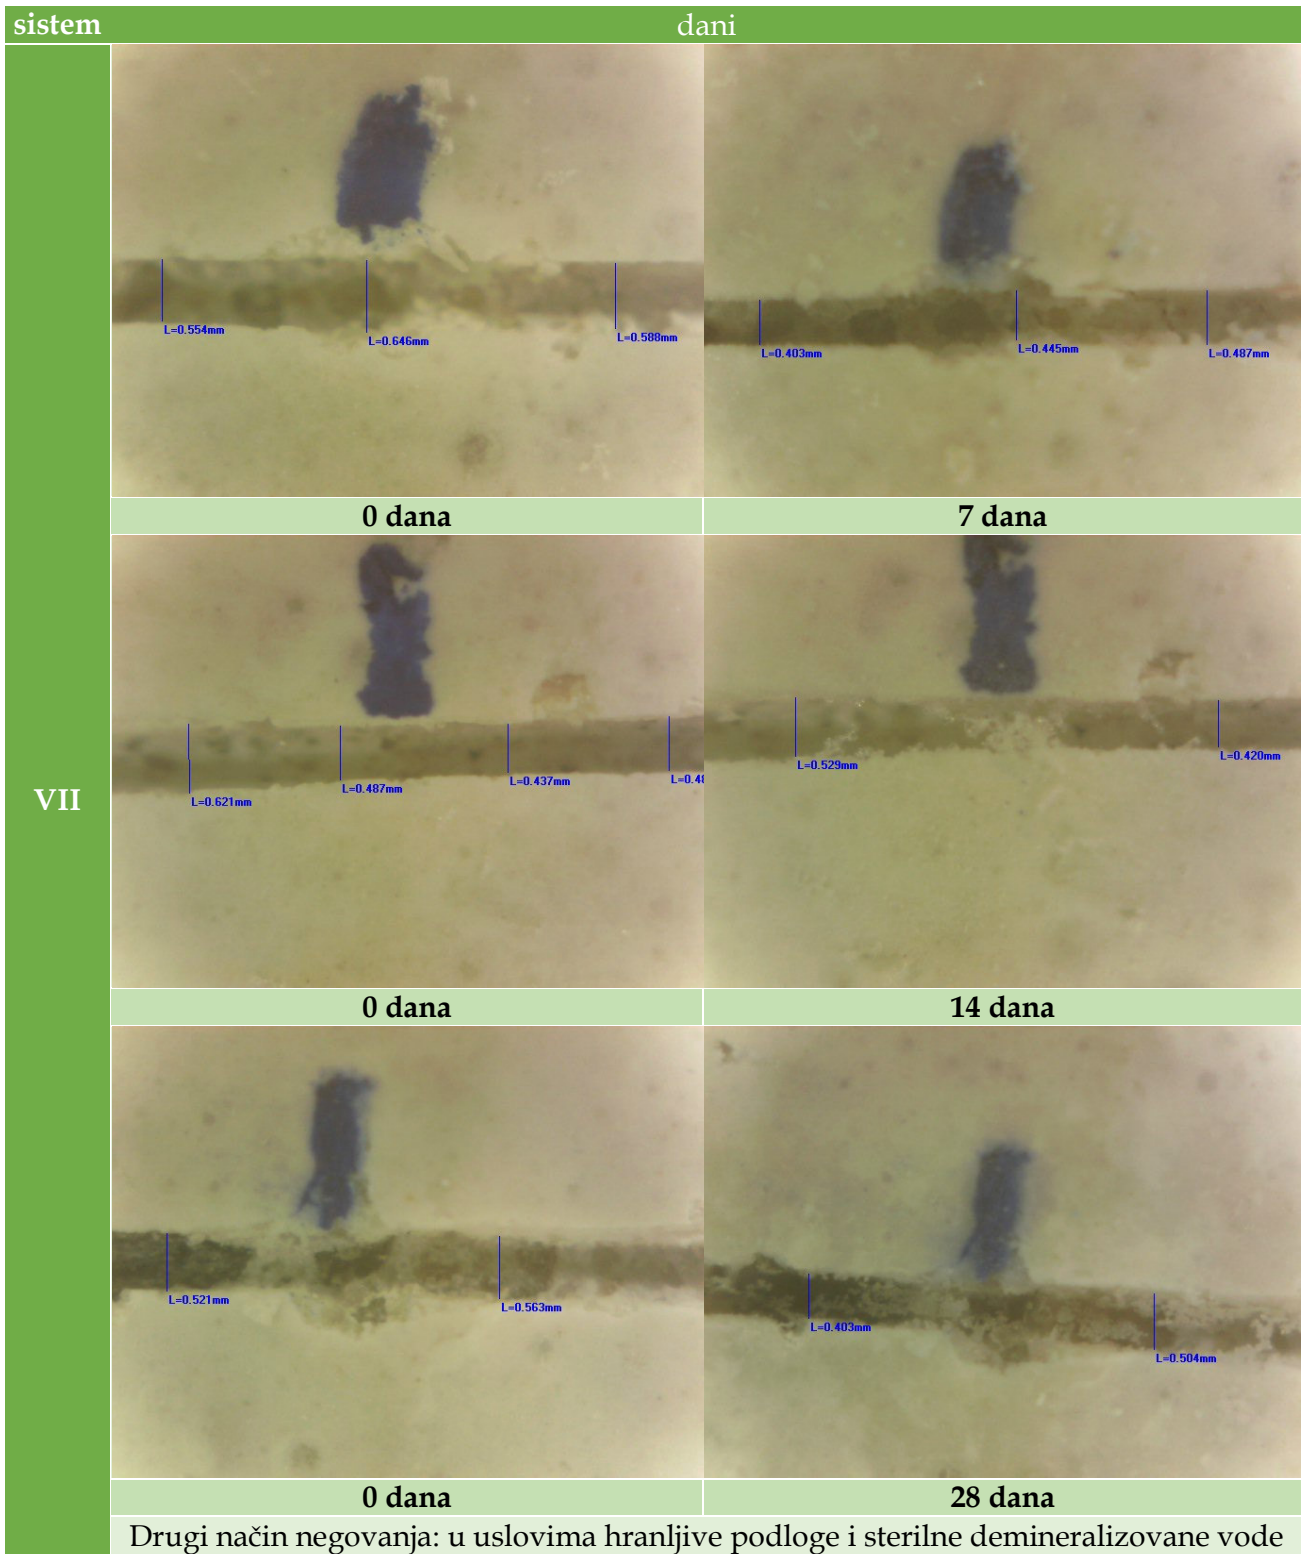 sistem dani
VII
L=0.554mm
L=0.646mm
L=0.588mm
L=0.403mm
L=0.445mm
L=0.487mm
0 dana
7 dana
L=0.621mm
L=0.487mm
L=0.437mm
L=0.48
L=0.529mm
L=0.420mm
0 dana
14 dana
L=0.521mm
L=0.563mm
L=0.403mm
L=0.504mm
0 dana
28 dana
Drugi način negovanja: u uslovima hranljive podloge i sterilne demineralizovane vode